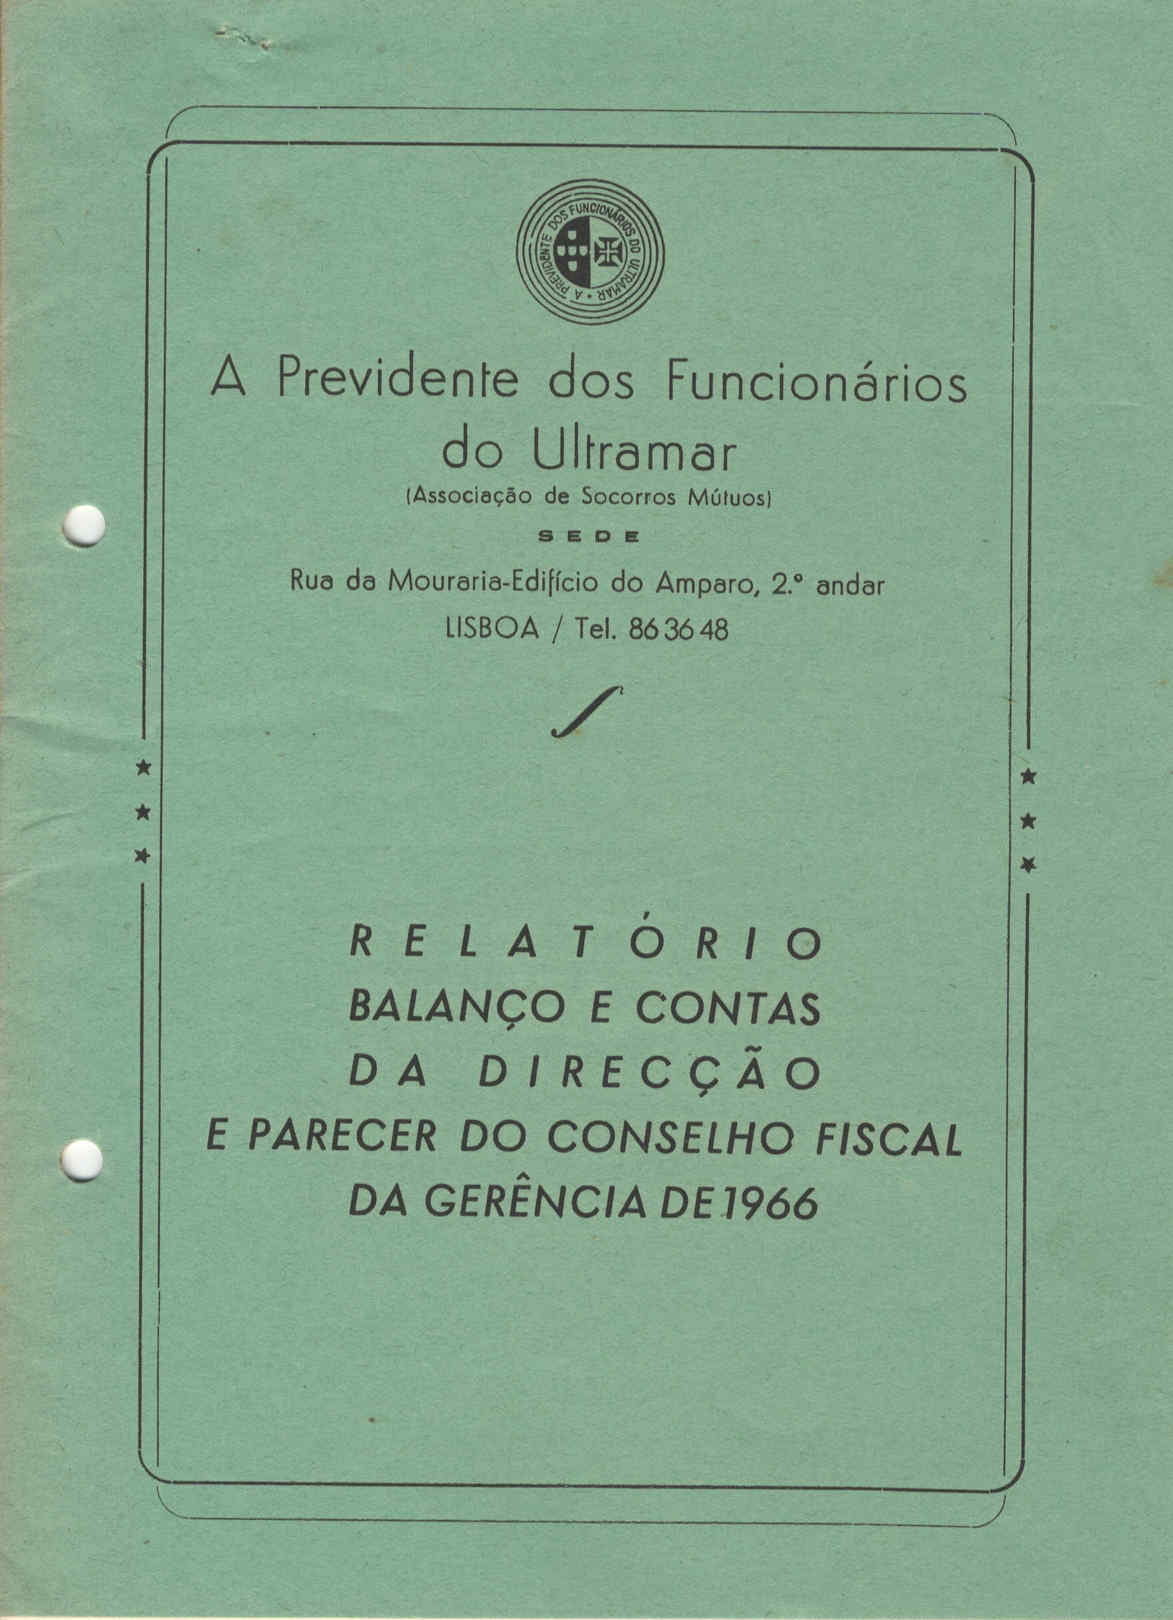 A PREVIDENTE DOS FUNCIONÁRIOS DO ULTRAMAR
A Previdente dos Funcionários
do Ultramar
(Associação de Socorros Mútuos)
SEDE
Rua da Mouraria-Edifício do Amparo, 2.º andar
LISBOA / Tel. 86 36 48
RELATÓRIO
BALANÇO E CONTAS
DA DIRECÇÃO
E PARECER DO CONSELHO FISCAL
DA GERÊNCIA DE 1966